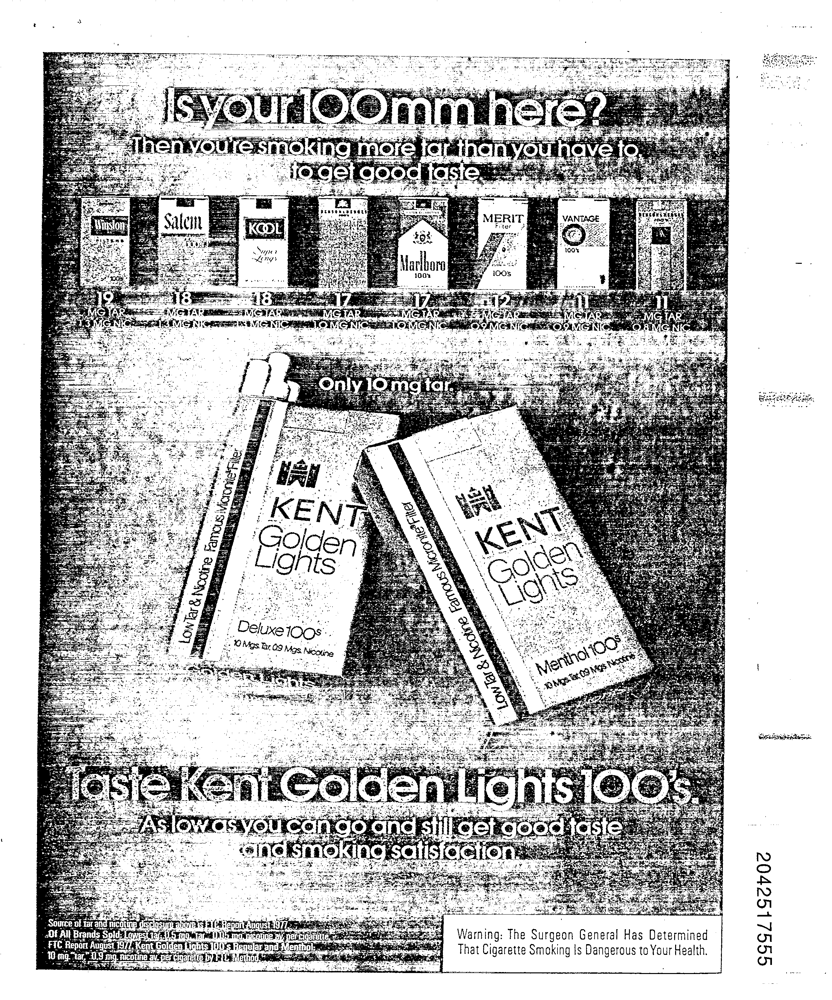 Is your 100mm here?
Then you're smoking more tar than you have to,
to get good taste.
Winston
Salem
KOOL
Super
Longs
BENSON & HEDGES
Marlboro
100's
MERIT
Filter
100's
VANTAGE
100's
BENSON & HEDGES
19 18 18 17 17 12 11 11
MG TAR MG TAR MG TAR MG TAR MG TAR MG TAR MG TAR MG TAR
1.3 MG NIC 1.3 MG NIC 1.3 MG NIC 1.0 MG NIC 1.0 MG NIC 0.9 MG NIC 0.9 MG NIC 0.8 MG NIC
Only 10 mg tar.
Low Tar & Nicotine Famous Micronite Filter
KENT
Golden
Lights
Deluxe 100s
10 Mgs. Tar, 0.9 Mgs. Nicotine
Golden Lights
Low Tar & Nicotine Famous Micronite Filter
KENT
Golden
Lights
Menthol 100s
10 Mgs. Tar, 0.9 Mgs. Nicotine
Taste Kent Golden Lights 100's.
As low as you can go and still get good taste
and smoking satisfaction.
Source of tar and nicotine disclosure above is FTC Report August 1977.
Of All Brands Sold: Lowest tar: 0.5 mg. "tar," 0.05 mg. nicotine av. per cigarette,
FTC Report August 1977. Kent Golden Lights 100's Regular and Menthol:
10 mg. "tar," 0.9 mg. nicotine av. per cigarette by FTC Method.
Warning: The Surgeon General Has Determined
That Cigarette Smoking Is Dangerous to Your Health.
2042517555